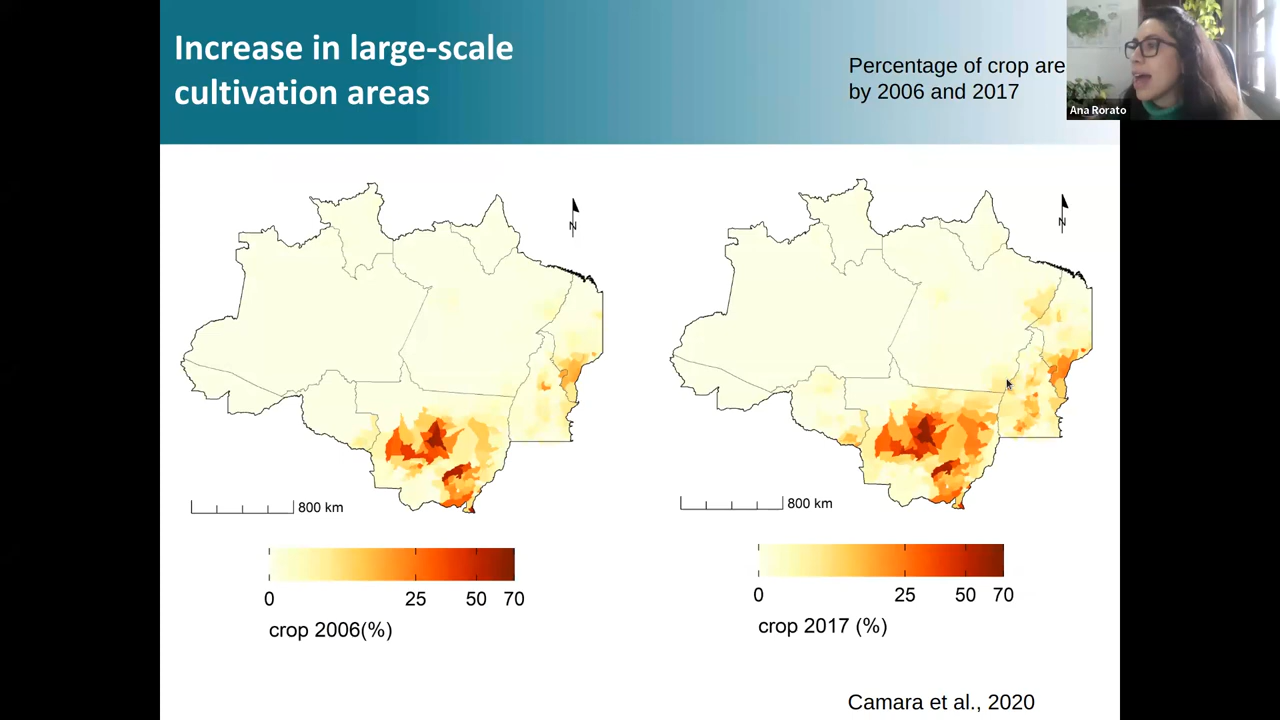 Increase in large-scale
cultivation areas
Percentage of crop are
by 2006 and 2017
Ana Rorato
N
N
800 km
800 km
0 25 50 70
crop 2006(%)
0 25 50 70
crop 2017 (%)
Camara et al., 2020